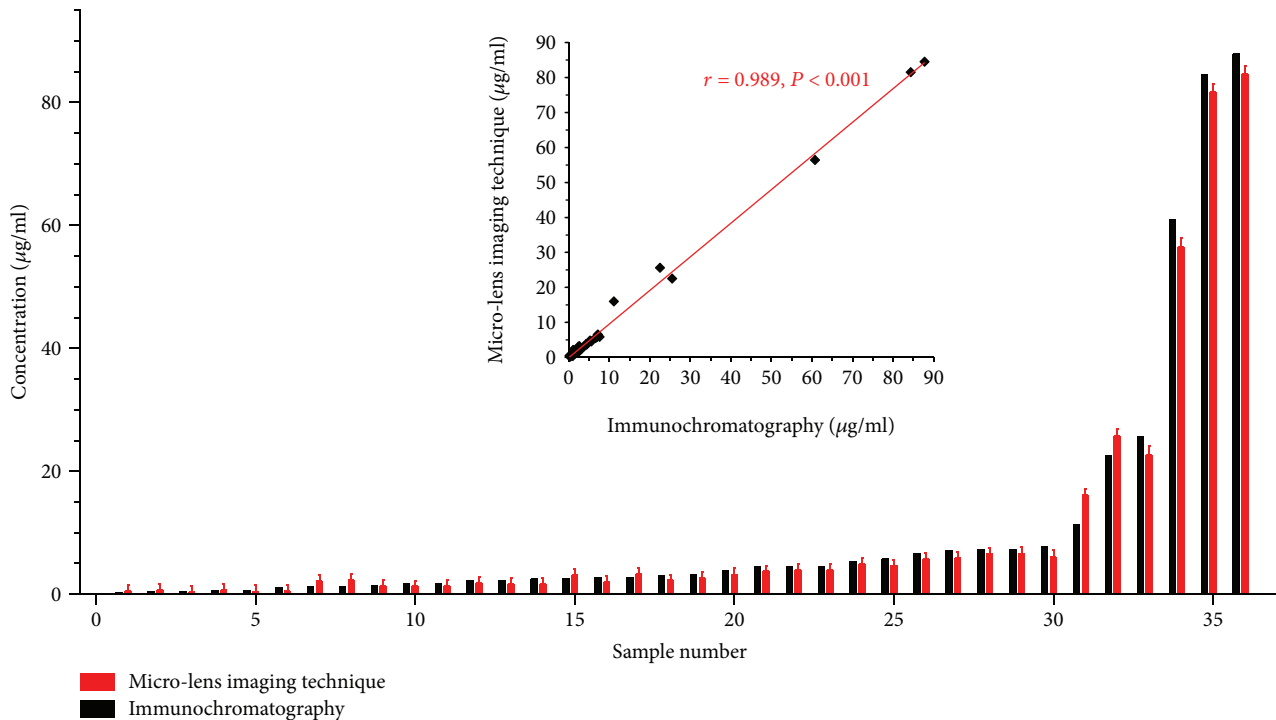 90
80
70
60
50
40
30
20
10
0
Micro-lens imaging technique (μg/ml)
r = 0.989, P < 0.001
0 10 20 30 40 50 60 70 80 90
Immunochromatography (μg/ml)
80
60
40
20
0
Concentration (μg/ml)
0 5 10 15 20 25 30 35
Sample number
Micro-lens imaging technique
Immunochromatography